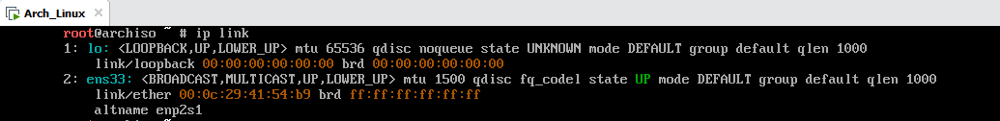 Arch_Linux
root@archiso ~ # ip link
1: lo: <LOOPBACK,UP,LOWER_UP> mtu 65536 qdisc noqueue state UNKNOWN mode DEFAULT group default qlen 1000
link/loopback 00:00:00:00:00:00 brd 00:00:00:00:00:00
2: ens33: <BROADCAST,MULTICAST,UP,LOWER_UP> mtu 1500 qdisc fq_codel state UP mode DEFAULT group default qlen 1000
link/ether 00:0c:29:41:54:b9 brd ff:ff:ff:ff:ff:ff
altname enp2s1